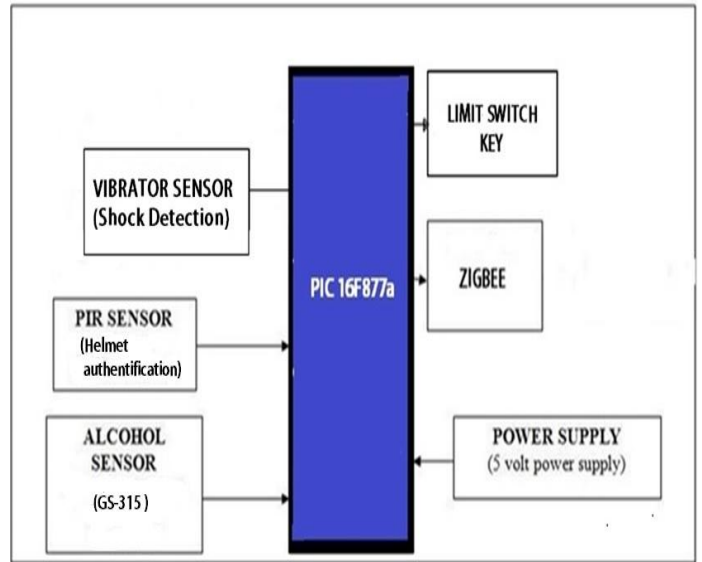 VIBRATOR SENSOR
(Shock Detection)
PIR SENSOR
(Helmet
authentification)
ALCOHOL
SENSOR
(GS-315 )
PIC 16F877a
LIMIT SWITCH
KEY
ZIGBEE
POWER SUPPLY
(5 volt power supply)